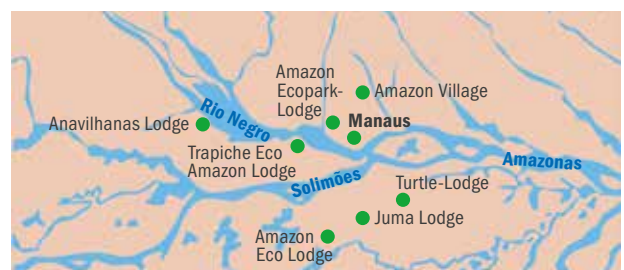 Amazon
Ecopark-
Lodge
Amazon Village
Rio Negro
Anavilhanas Lodge
Manaus
Trapiche Eco
Amazon Lodge
Amazonas
Solimões
Turtle-Lodge
Juma Lodge
Amazon
Eco Lodge